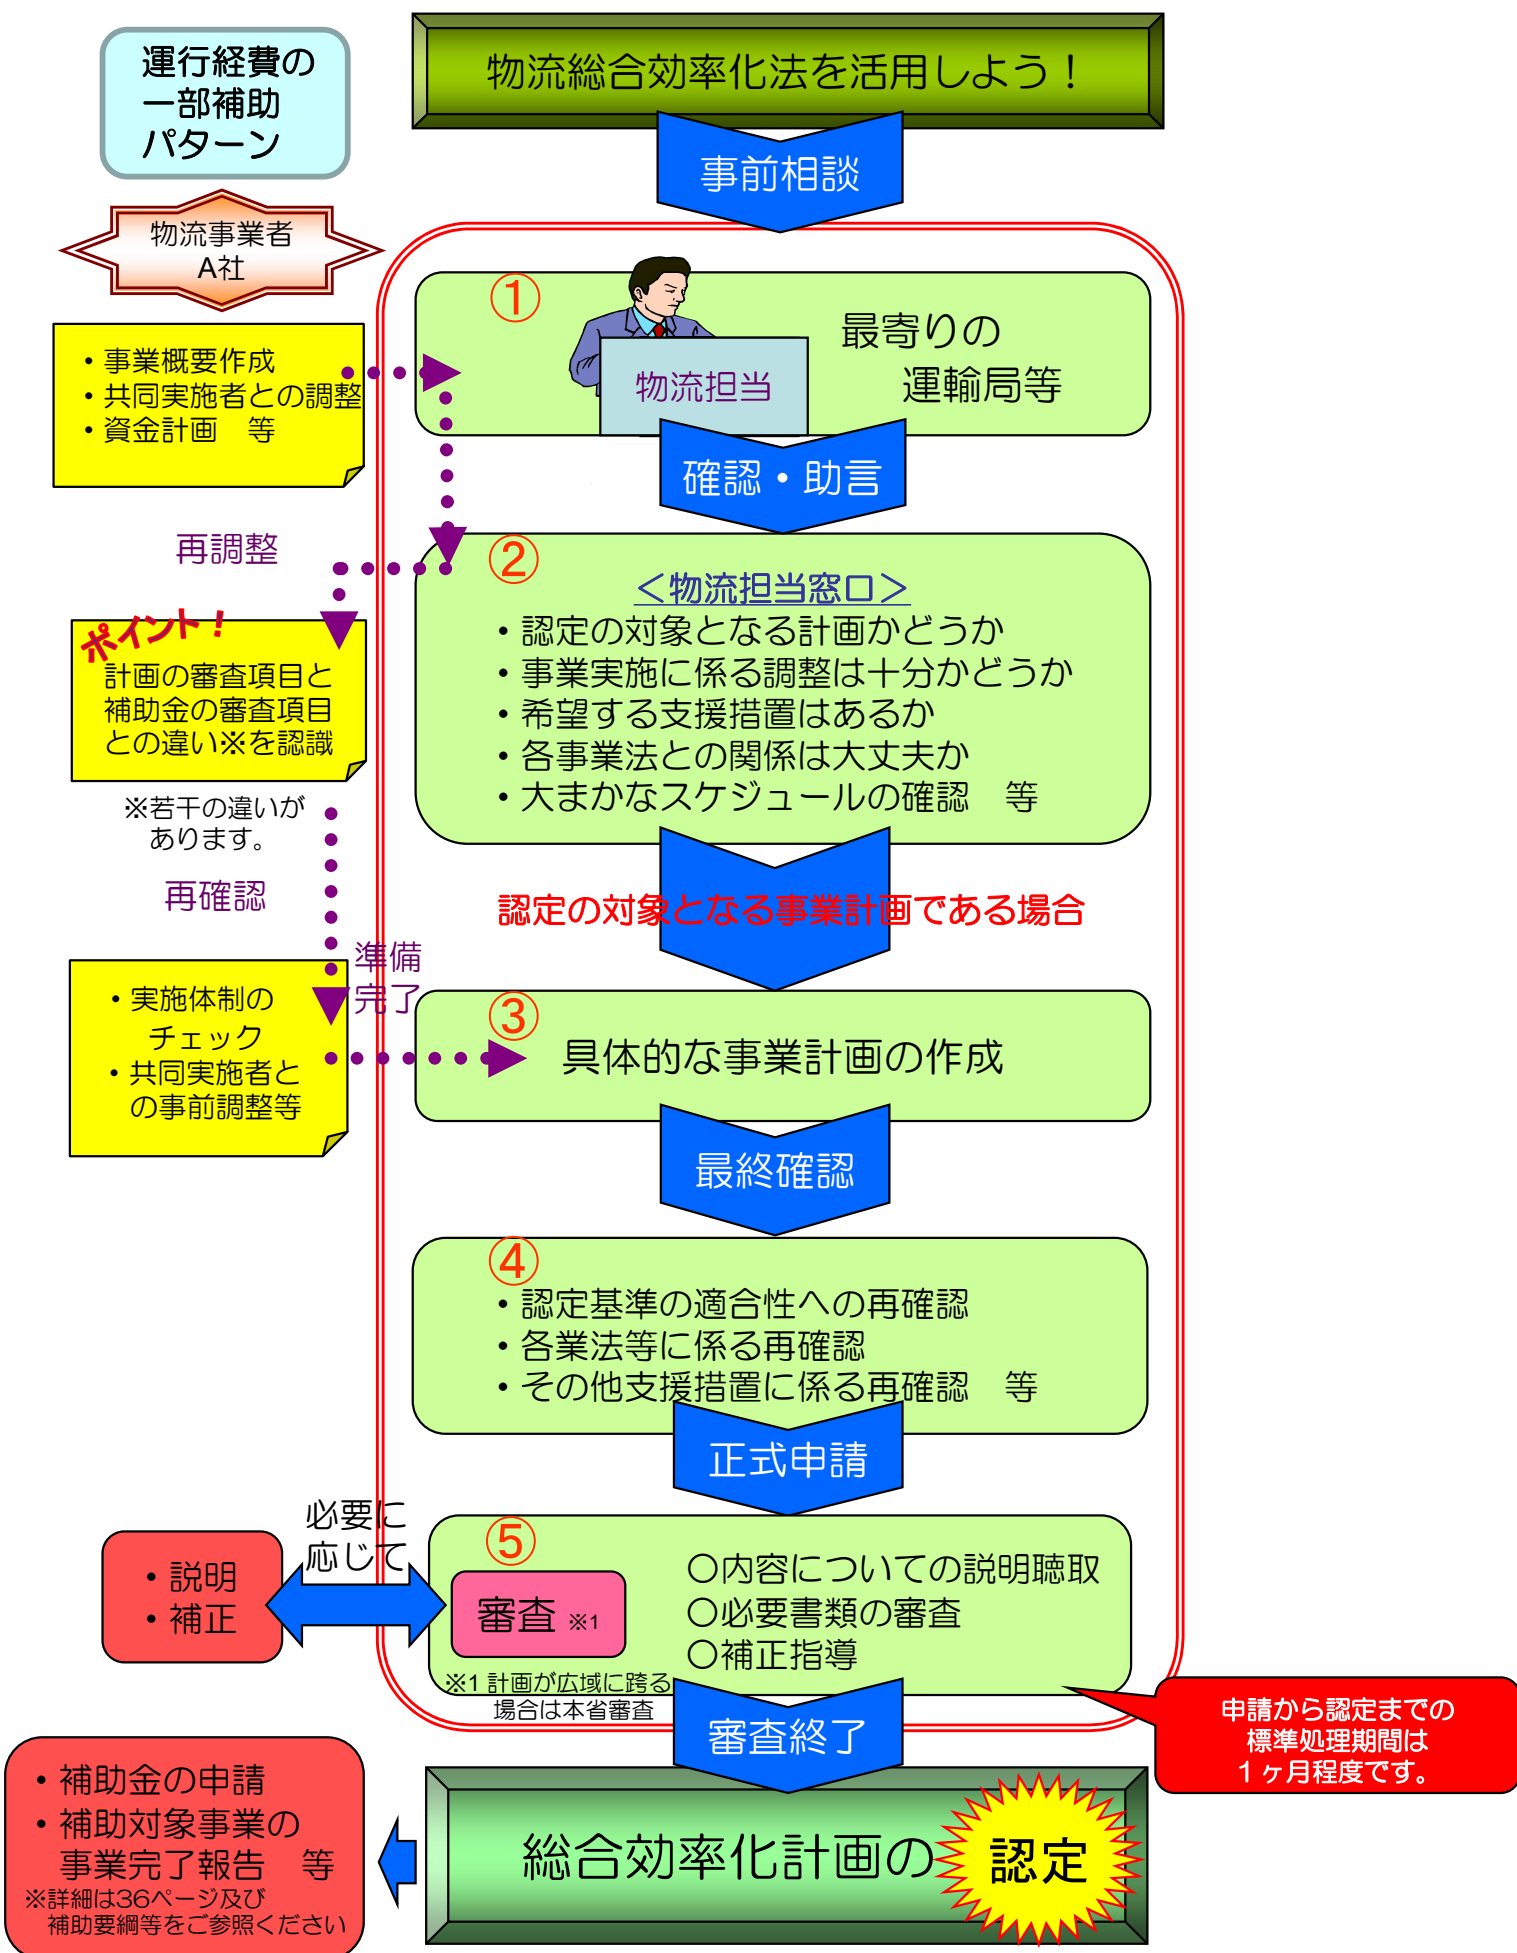 運行経費の
一部補助
パターン
物流総合効率化法を活用しよう！
事前相談
物流事業者
A社
・事業概要作成
・共同実施者との調整
・資金計画　等
①
物流担当
最寄りの
運輸局等
確認・助言
再調整
②
＜物流担当窓口＞
・認定の対象となる計画かどうか
・事業実施に係る調整は十分かどうか
・希望する支援措置はあるか
・各事業法との関係は大丈夫か
・大まかなスケジュールの確認　等
ポイント！
計画の審査項目と
補助金の審査項目
との違い※を認識
※若干の違いが
あります。
再確認
認定の対象となる事業計画である場合
準備
完了
・実施体制の
チェック
・共同実施者と
の事前調整等
③
具体的な事業計画の作成
最終確認
④
・認定基準の適合性への再確認
・各業法等に係る再確認
・その他支援措置に係る再確認　等
正式申請
必要に
応じて
・説明
・補正
⑤
審査 ※1
〇内容についての説明聴取
〇必要書類の審査
〇補正指導
※1 計画が広域に跨る
場合は本省審査
審査終了
申請から認定までの
標準処理期間は
１ヶ月程度です。
・補助金の申請
・補助対象事業の
事業完了報告　等
※詳細は36ページ及び
補助要綱等をご参照ください
総合効率化計画の
認定